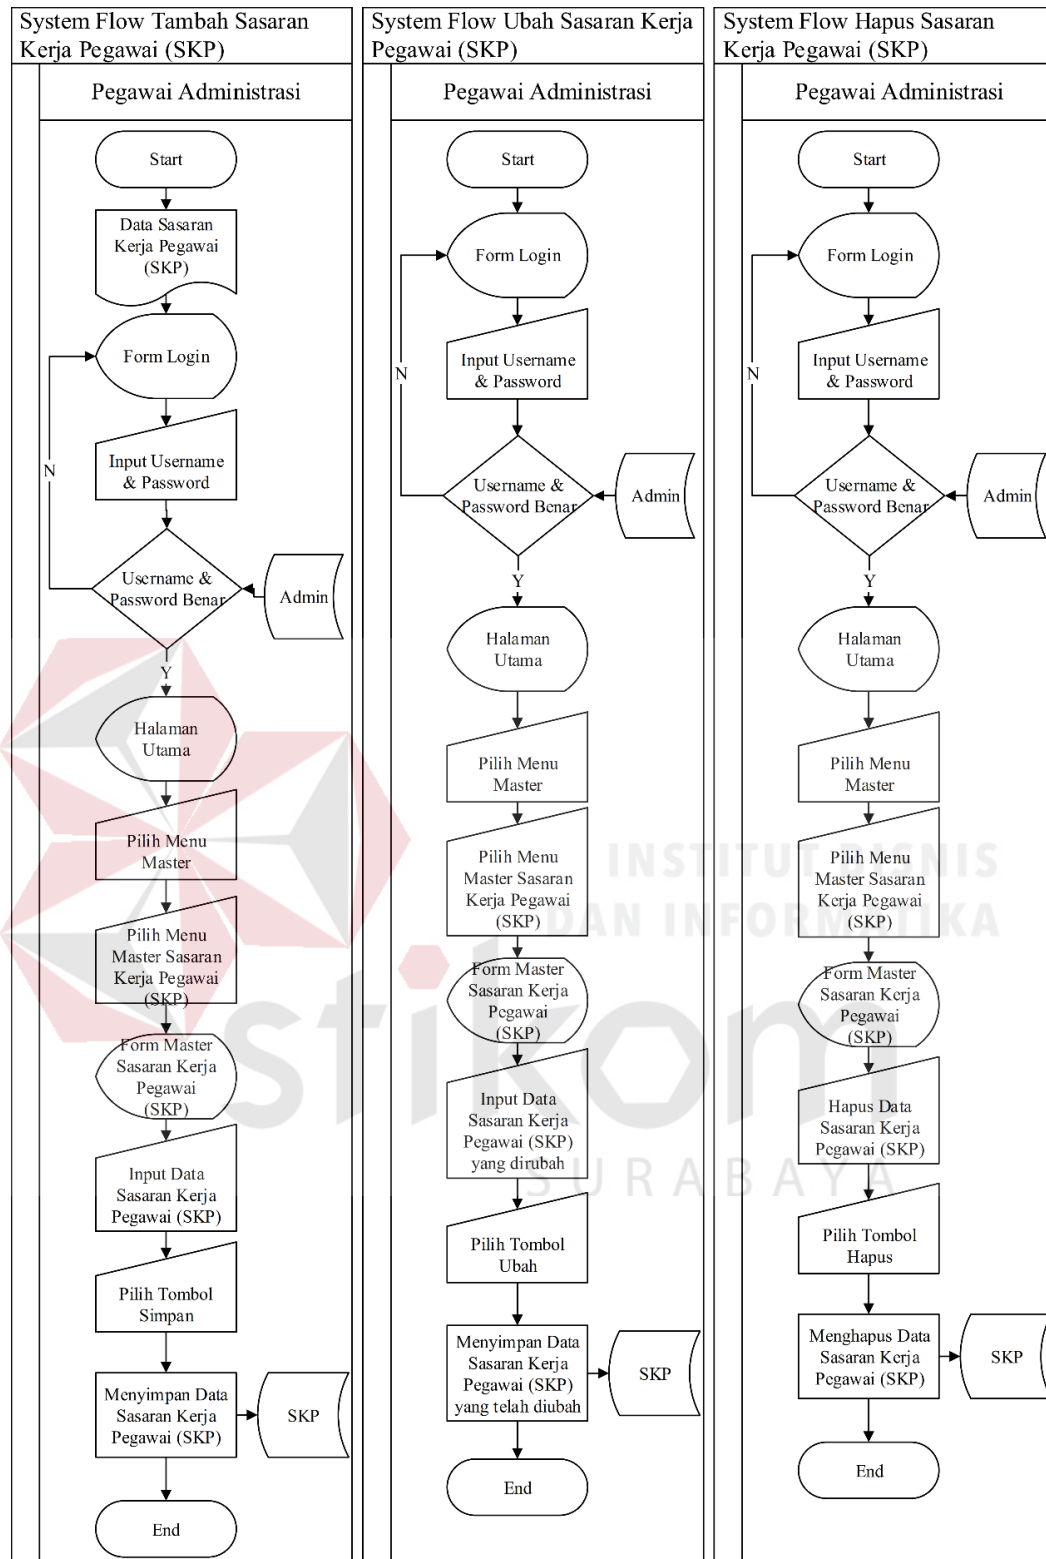 System Flow Tambah Sasaran
Kerja Pegawai (SKP)
Pegawai Administrasi
Start
Data Sasaran
Kerja Pegawai
(SKP)
Form Login
Input Username
& Password
N
Username &
Password Benar
Admin
Y
Halaman
Utama
Pilih Menu
Master
Pilih Menu
Master Sasaran
Kerja Pegawai
(SKP)
Form Master
Sasaran Kerja
Pegawai
(SKP)
Input Data
Sasaran Kerja
Pegawai (SKP)
Pilih Tombol
Simpan
Menyimpan Data
Sasaran Kerja
Pegawai (SKP)
SKP
End
System Flow Ubah Sasaran Kerja
Pegawai (SKP)
Pegawai Administrasi
Start
Form Login
Input Username
& Password
N
Username &
Password Benar
Admin
Y
Halaman
Utama
Pilih Menu
Master
Pilih Menu
Master Sasaran
Kerja Pegawai
(SKP)
Form Master
Sasaran Kerja
Pegawai
(SKP)
Input Data
Sasaran Kerja
Pegawai (SKP)
yang dirubah
Pilih Tombol
Ubah
Menyimpan Data
Sasaran Kerja
Pegawai (SKP)
yang telah diubah
SKP
End
System Flow Hapus Sasaran
Kerja Pegawai (SKP)
Pegawai Administrasi
Start
Form Login
Input Username
& Password
N
Username &
Password Benar
Admin
Y
Halaman
Utama
Pilih Menu
Master
Pilih Menu
Master Sasaran
Kerja Pegawai
(SKP)
Form Master
Sasaran Kerja
Pegawai
(SKP)
Hapus Data
Sasaran Kerja
Pegawai (SKP)
Pilih Tombol
Hapus
Menghapus Data
Sasaran Kerja
Pegawai (SKP)
SKP
End
INSTITUT BISNIS
DAN INFORMATIKA
stikom
SURABAYA